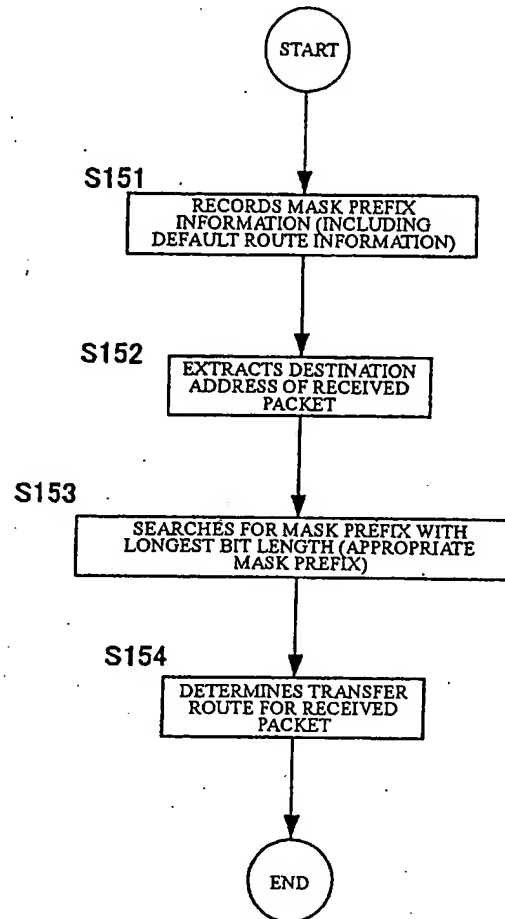 START
S151
RECORDS MASK PREFIX
INFORMATION (INCLUDING
DEFAULT ROUTE INFORMATION)
S152
EXTRACTS DESTINATION
ADDRESS OF RECEIVED
PACKET
S153
SEARCHES FOR MASK PREFIX WITH
LONGEST BIT LENGTH (APPROPRIATE
MASK PREFIX)
S154
DETERMINES TRANSFER
ROUTE FOR RECEIVED
PACKET
END